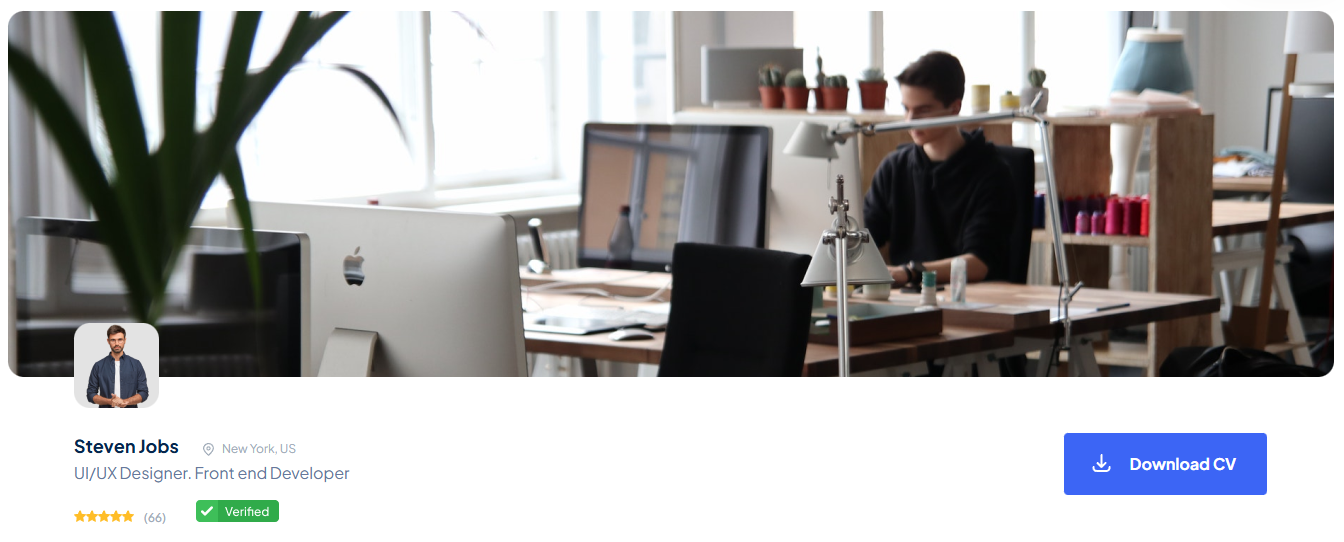 Steven Jobs
New York, US
UI/UX Designer. Front end Developer
(66)
Verified
Download CV